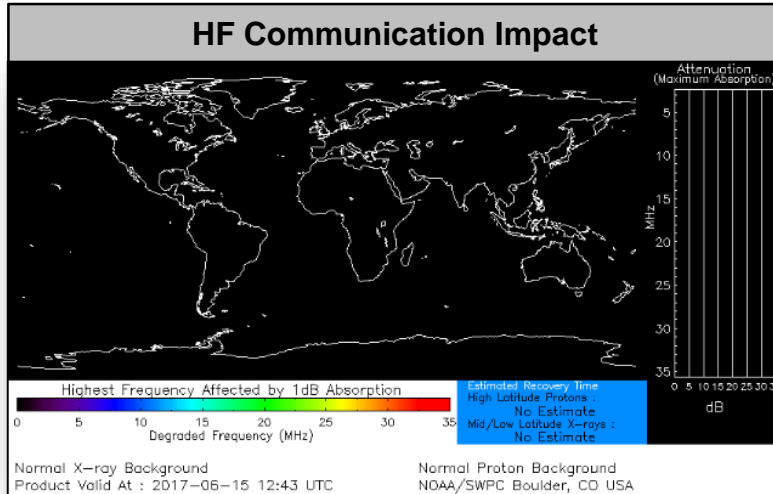 HF Communication Impact
Attenuation
(Maximum Absorption)
5
10
15
20
25
30
35
MHz
0 5 10 15 20 25 30 3
dB
Highest Frequency Affected by 1dB Absorption
0 5 10 15 20 25 30 35
Degraded Frequency (MHz)
Estimated Recovery Time
High Latitude Protons :
No Estimate
Mid/Low Latitude X-rays :
No Estimate
Normal X-ray Background
Product Valid At : 2017-06-15 12:43 UTC
Normal Proton Background
NOAA/SWPC Boulder, CO USA